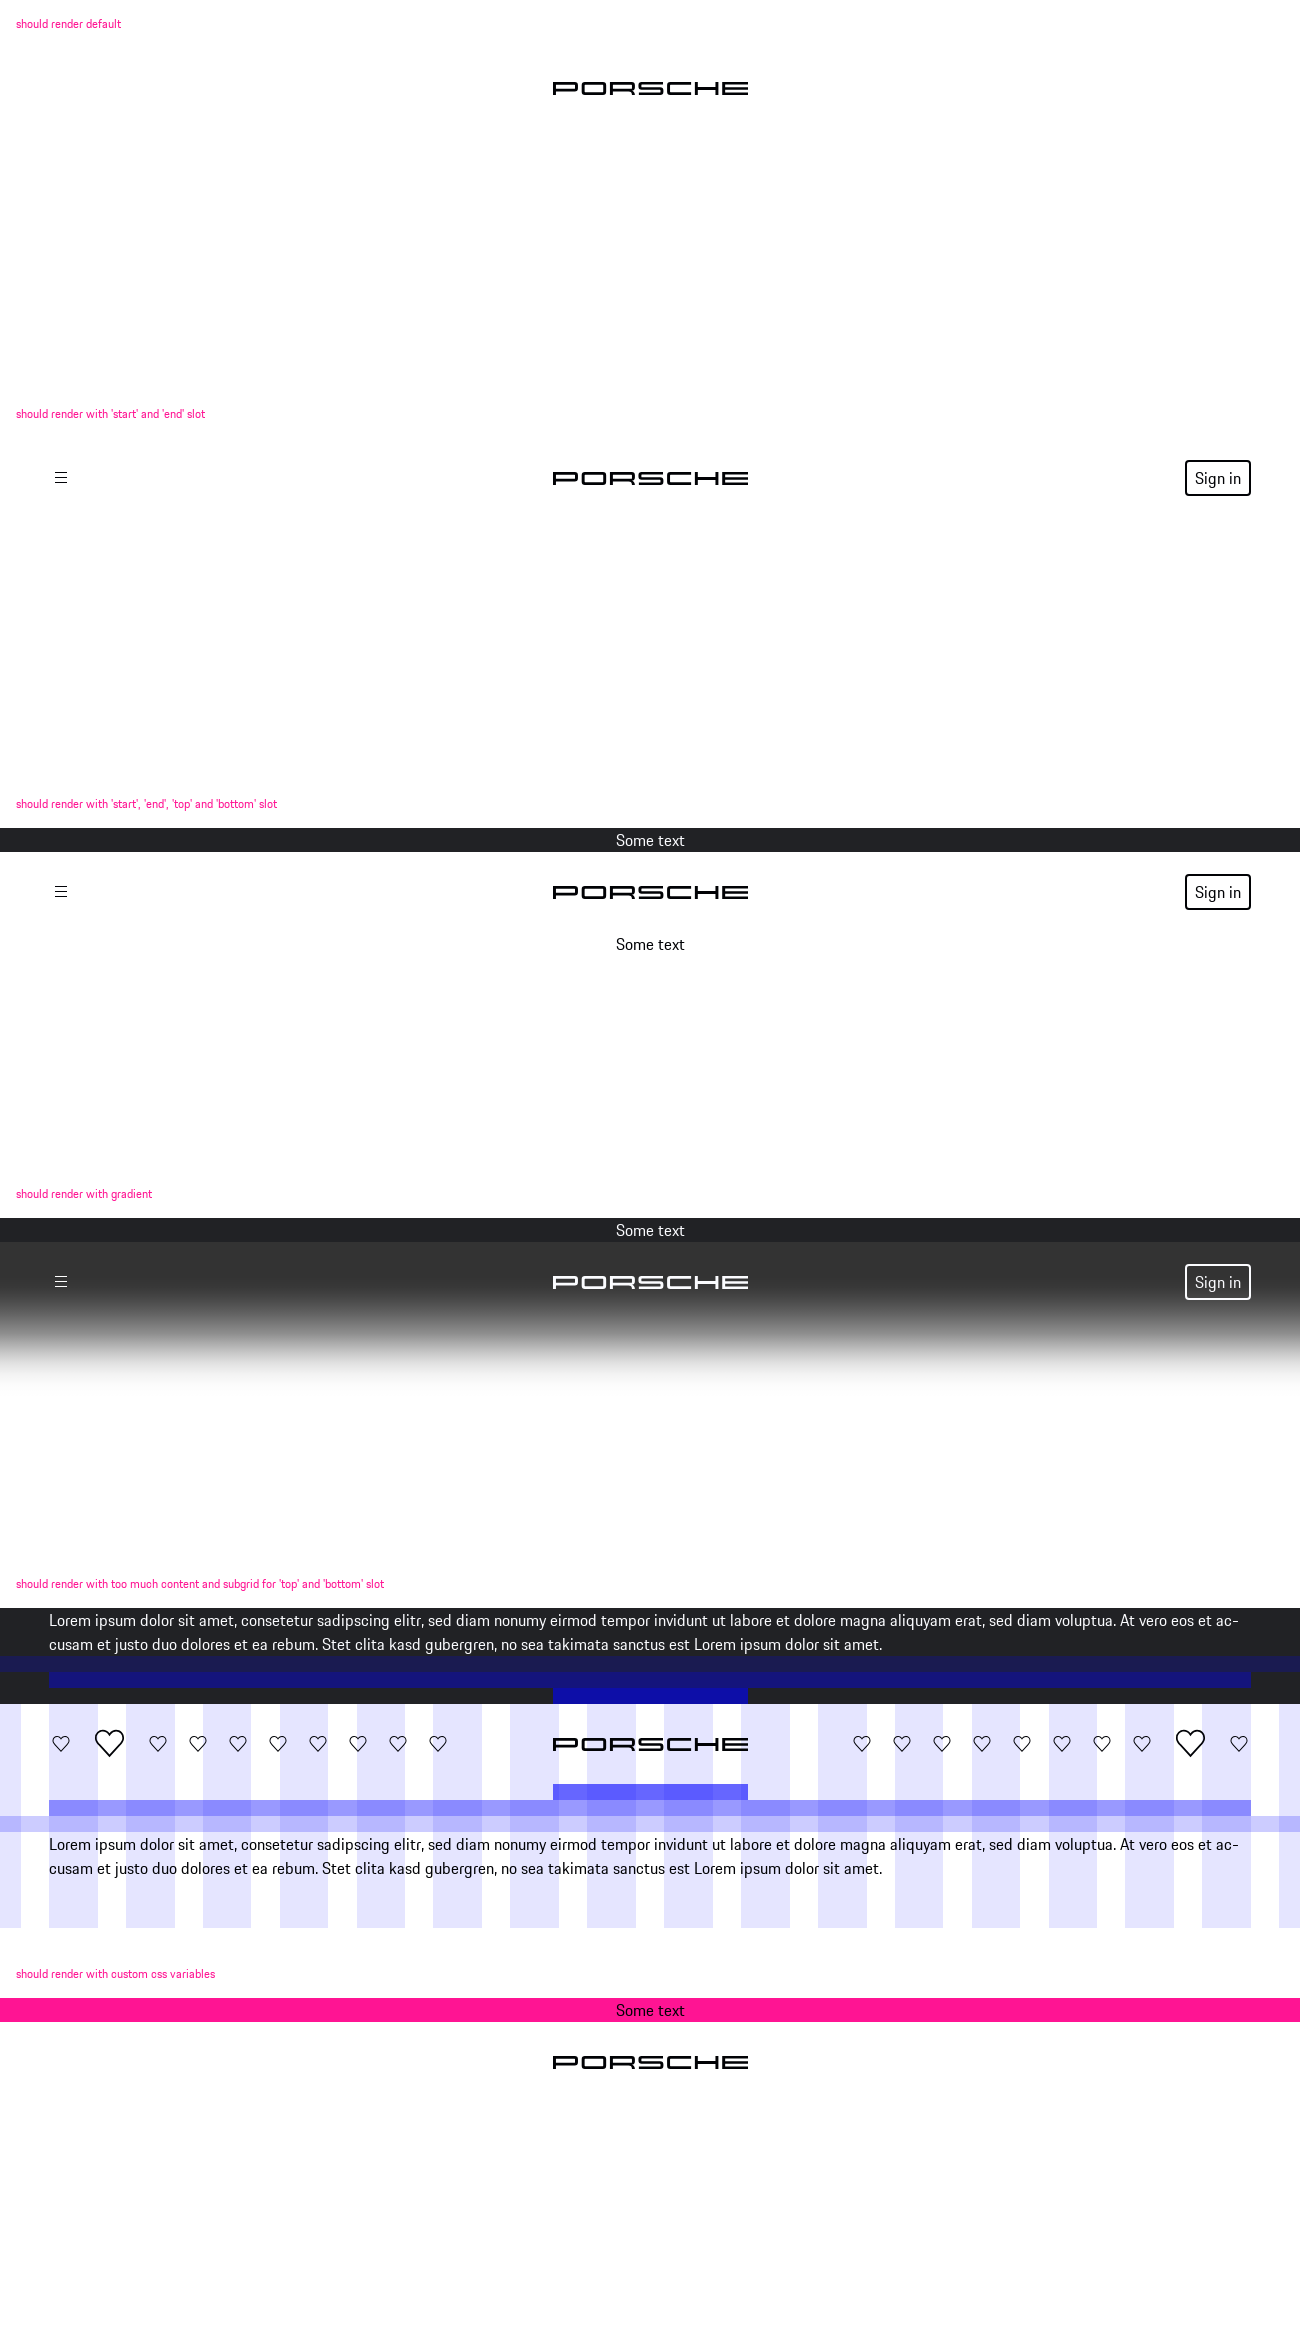 should render default
PORSCHE
should render with 'start' and 'end' slot
PORSCHE
Sign in
should render with 'start', 'end', 'top' and 'bottom' slot
Some text
PORSCHE
Sign in
Some text
should render with gradient
Some text
PORSCHE
Sign in
should render with too much content and subgrid for 'top' and 'bottom' slot
Lorem ipsum dolor sit amet, consetetur sadipscing elitr, sed diam nonumy eirmod tempor invidunt ut labore et dolore magna aliquyam erat, sed diam voluptua. At vero eos et ac-
cusam et justo duo dolores et ea rebum. Stet clita kasd gubergren, no sea takimata sanctus est Lorem ipsum dolor sit amet.
PORSCHE
Lorem ipsum dolor sit amet, consetetur sadipscing elitr, sed diam nonumy eirmod tempor invidunt ut labore et dolore magna aliquyam erat, sed diam voluptua. At vero eos et ac-
cusam et justo duo dolores et ea rebum. Stet clita kasd gubergren, no sea takimata sanctus est Lorem ipsum dolor sit amet.
should render with custom css variables
Some text
PORSCHE